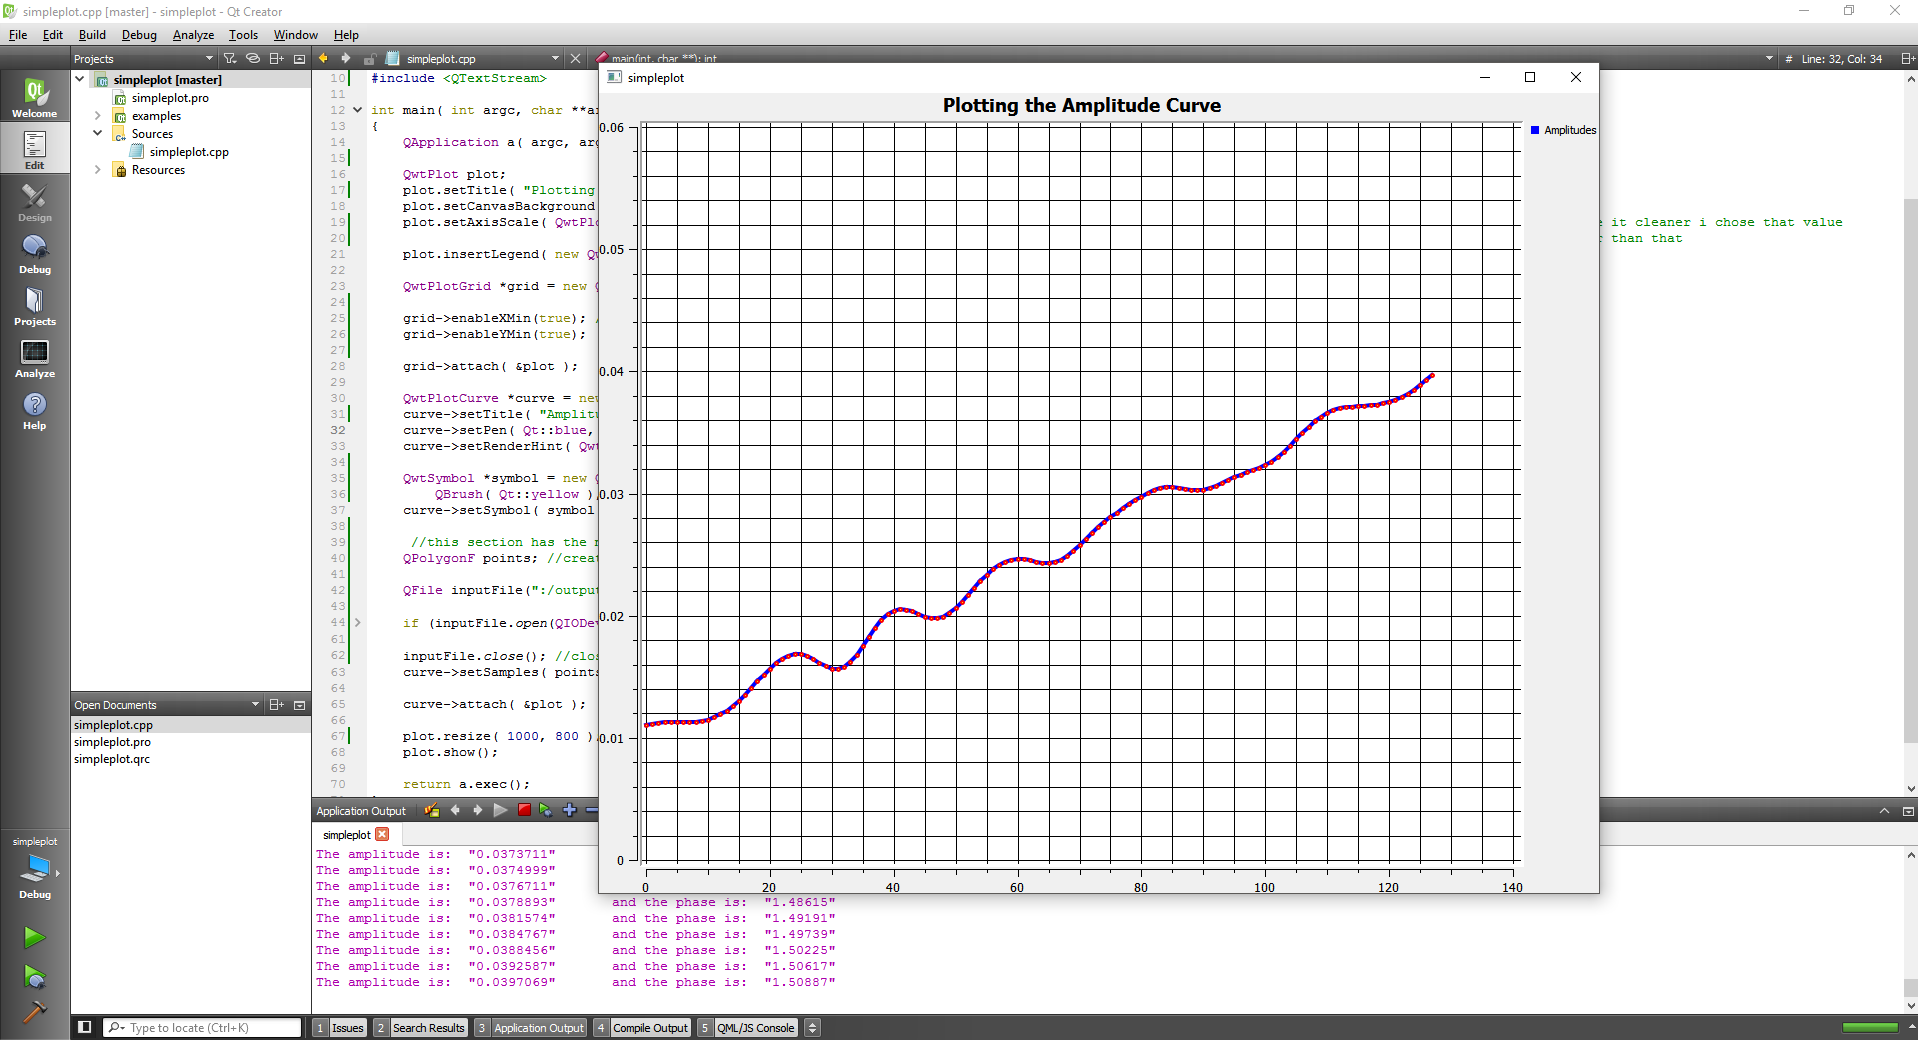 simpleplot.cpp [master] - simpleplot - Qt Creator
File Edit Build Debug Analyze Tools Window Help
Projects
simpleplot.cpp
main(int, char **): int
# Line: 32, Col: 34
Welcome
Edit
Design
Debug
Projects
Analyze
Help
simpleplot
Debug
simpleplot [master]
simpleplot.pro
examples
Sources
simpleplot.cpp
Resources
Open Documents
simpleplot.cpp
simpleplot.pro
simpleplot.qrc
10 #include <QTextStream>
11
12 int main( int argc, char **a
13 {
14 QApplication a( argc, ar
15
16 QwtPlot plot;
17 plot.setTitle( "Plotting
18 plot.setCanvasBackground
19 plot.setAxisScale( QwtPl
20
21 plot.insertLegend( new Q
22
23 QwtPlotGrid *grid = new
24
25 grid->enableXMin(true); /
26 grid->enableYMin(true);
27
28 grid->attach( &plot );
29
30 QwtPlotCurve *curve = ne
31 curve->setTitle( "Amplit
32 curve->setPen( Qt::blue,
33 curve->setRenderHint( Qw
34
35 QwtSymbol *symbol = new
36 QBrush( Qt::yellow )
37 curve->setSymbol( symbol
38
39 //this section has the
40 QPolygonF points; //crea
41
42 QFile inputFile(":/outpu
43
44 if (inputFile.open(QIODe
61
62 inputFile.close(); //clo
63 curve->setSamples( points
64
65 curve->attach( &plot );
66
67 plot.resize( 1000, 800 )
68 plot.show();
69
70 return a.exec();
it cleaner i chose that value
than that
simpleplot
Plotting the Amplitude Curve
Amplitudes
0.06
0.05
0.04
0.03
0.02
0.01
0
0 20 40 60 80 100 120 140
Application Output
simpleplot
The amplitude is: "0.0373711"
The amplitude is: "0.0374999"
The amplitude is: "0.0376711"
The amplitude is: "0.0378893" and the phase is: "1.48615"
The amplitude is: "0.0381574" and the phase is: "1.49191"
The amplitude is: "0.0384767" and the phase is: "1.49739"
The amplitude is: "0.0388456" and the phase is: "1.50225"
The amplitude is: "0.0392587" and the phase is: "1.50617"
The amplitude is: "0.0397069" and the phase is: "1.50887"
Type to locate (Ctrl+K)
1 Issues 2 Search Results 3 Application Output 4 Compile Output 5 QML/JS Console